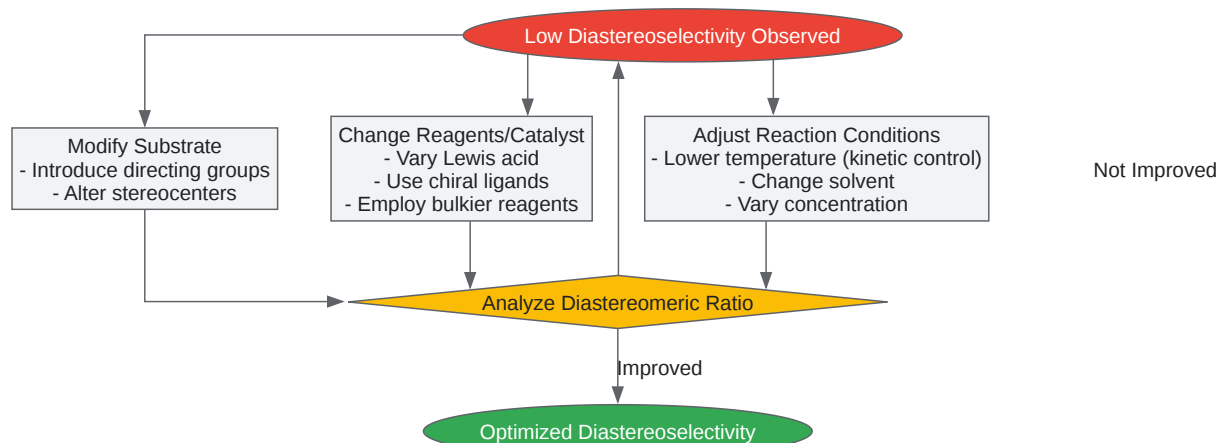 Low Diastereoselectivity Observed
Modify Substrate
- Introduce directing groups
- Alter stereocenters
Change Reagents/Catalyst
- Vary Lewis acid
- Use chiral ligands
- Employ bulkier reagents
Adjust Reaction Conditions
- Lower temperature (kinetic control)
- Change solvent
- Vary concentration
Not Improved
Analyze Diastereomeric Ratio
Improved
Optimized Diastereoselectivity